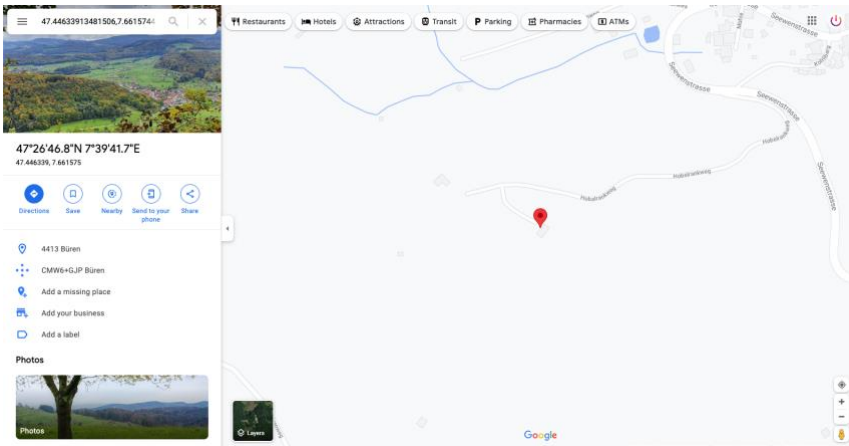 47.44633913481506,7.6615744
Restaurants
Hotels
Attractions
Transit
Parking
Pharmacies
ATMs
47°26'46.8"N 7°39'41.7"E
47.446339, 7.661575
Directions
Save
Nearby
Send to your
phone
Share
4413 Büren
CMW6+GJP Büren
Add a missing place
Add your business
Add a label
Photos
Photos
Layers
Google
Seewenstrasse
Seewenstrasse
Seewenstrasse